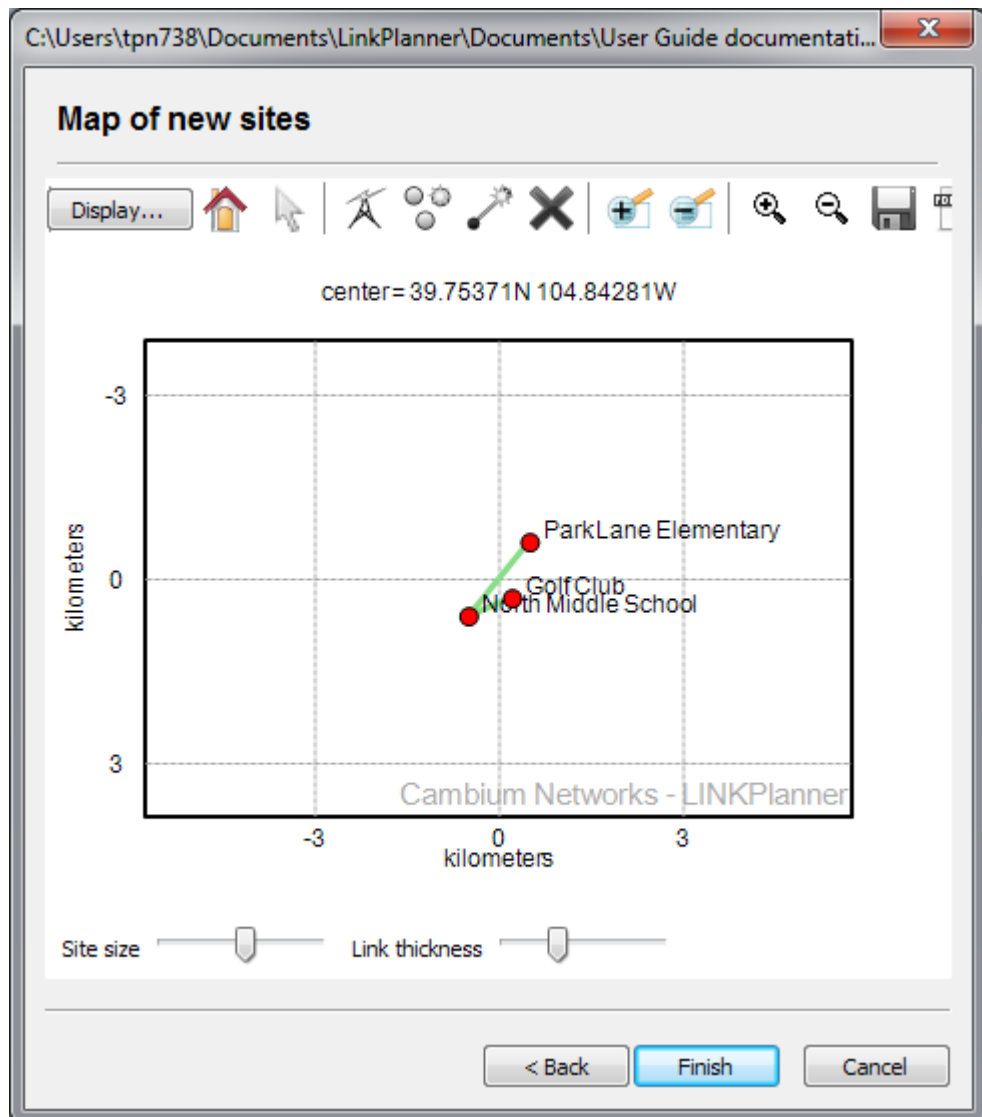 C:\Users\tpn738\Documents\LinkPlanner\Documents\User Guide documentati...
Map of new sites
Display...
center= 39.75371N 104.84281W
-3
ParkLane Elementary
kilometers
0
Golf Club
North Middle School
3
Cambium Networks - LINKPlanner
-3 0 3
kilometers
Site size Link thickness
< Back Finish Cancel